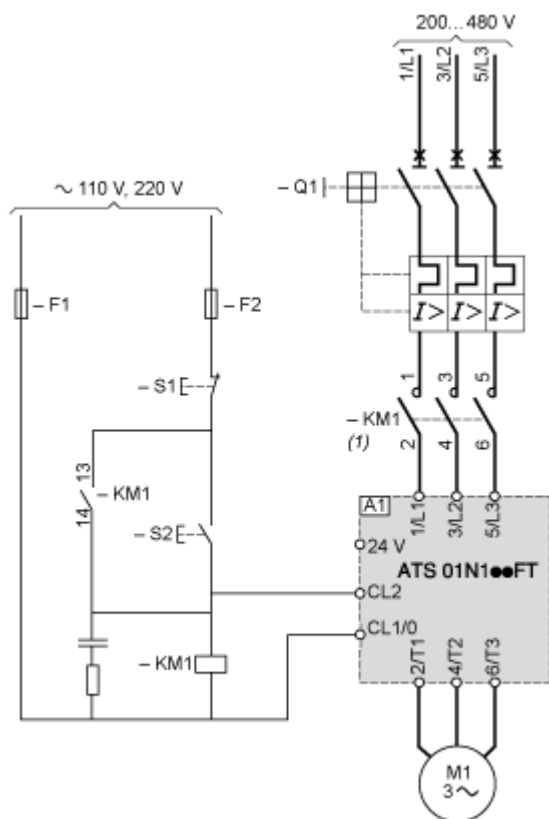 200... 480 V
1/L1
3/L2
5/L3
– Q1
~ 110 V, 220 V
– F1
– F2
I>
I>
I>
– S1
1
3
5
– KM1
(1)
2
4
6
13
– KM1
14
A1
1/L1
3/L2
5/L3
– S2
24 V
ATS 01N1●●FT
CL2
CL1/0
– KM1
2/T1
4/T2
6/T3
M1
3 ~